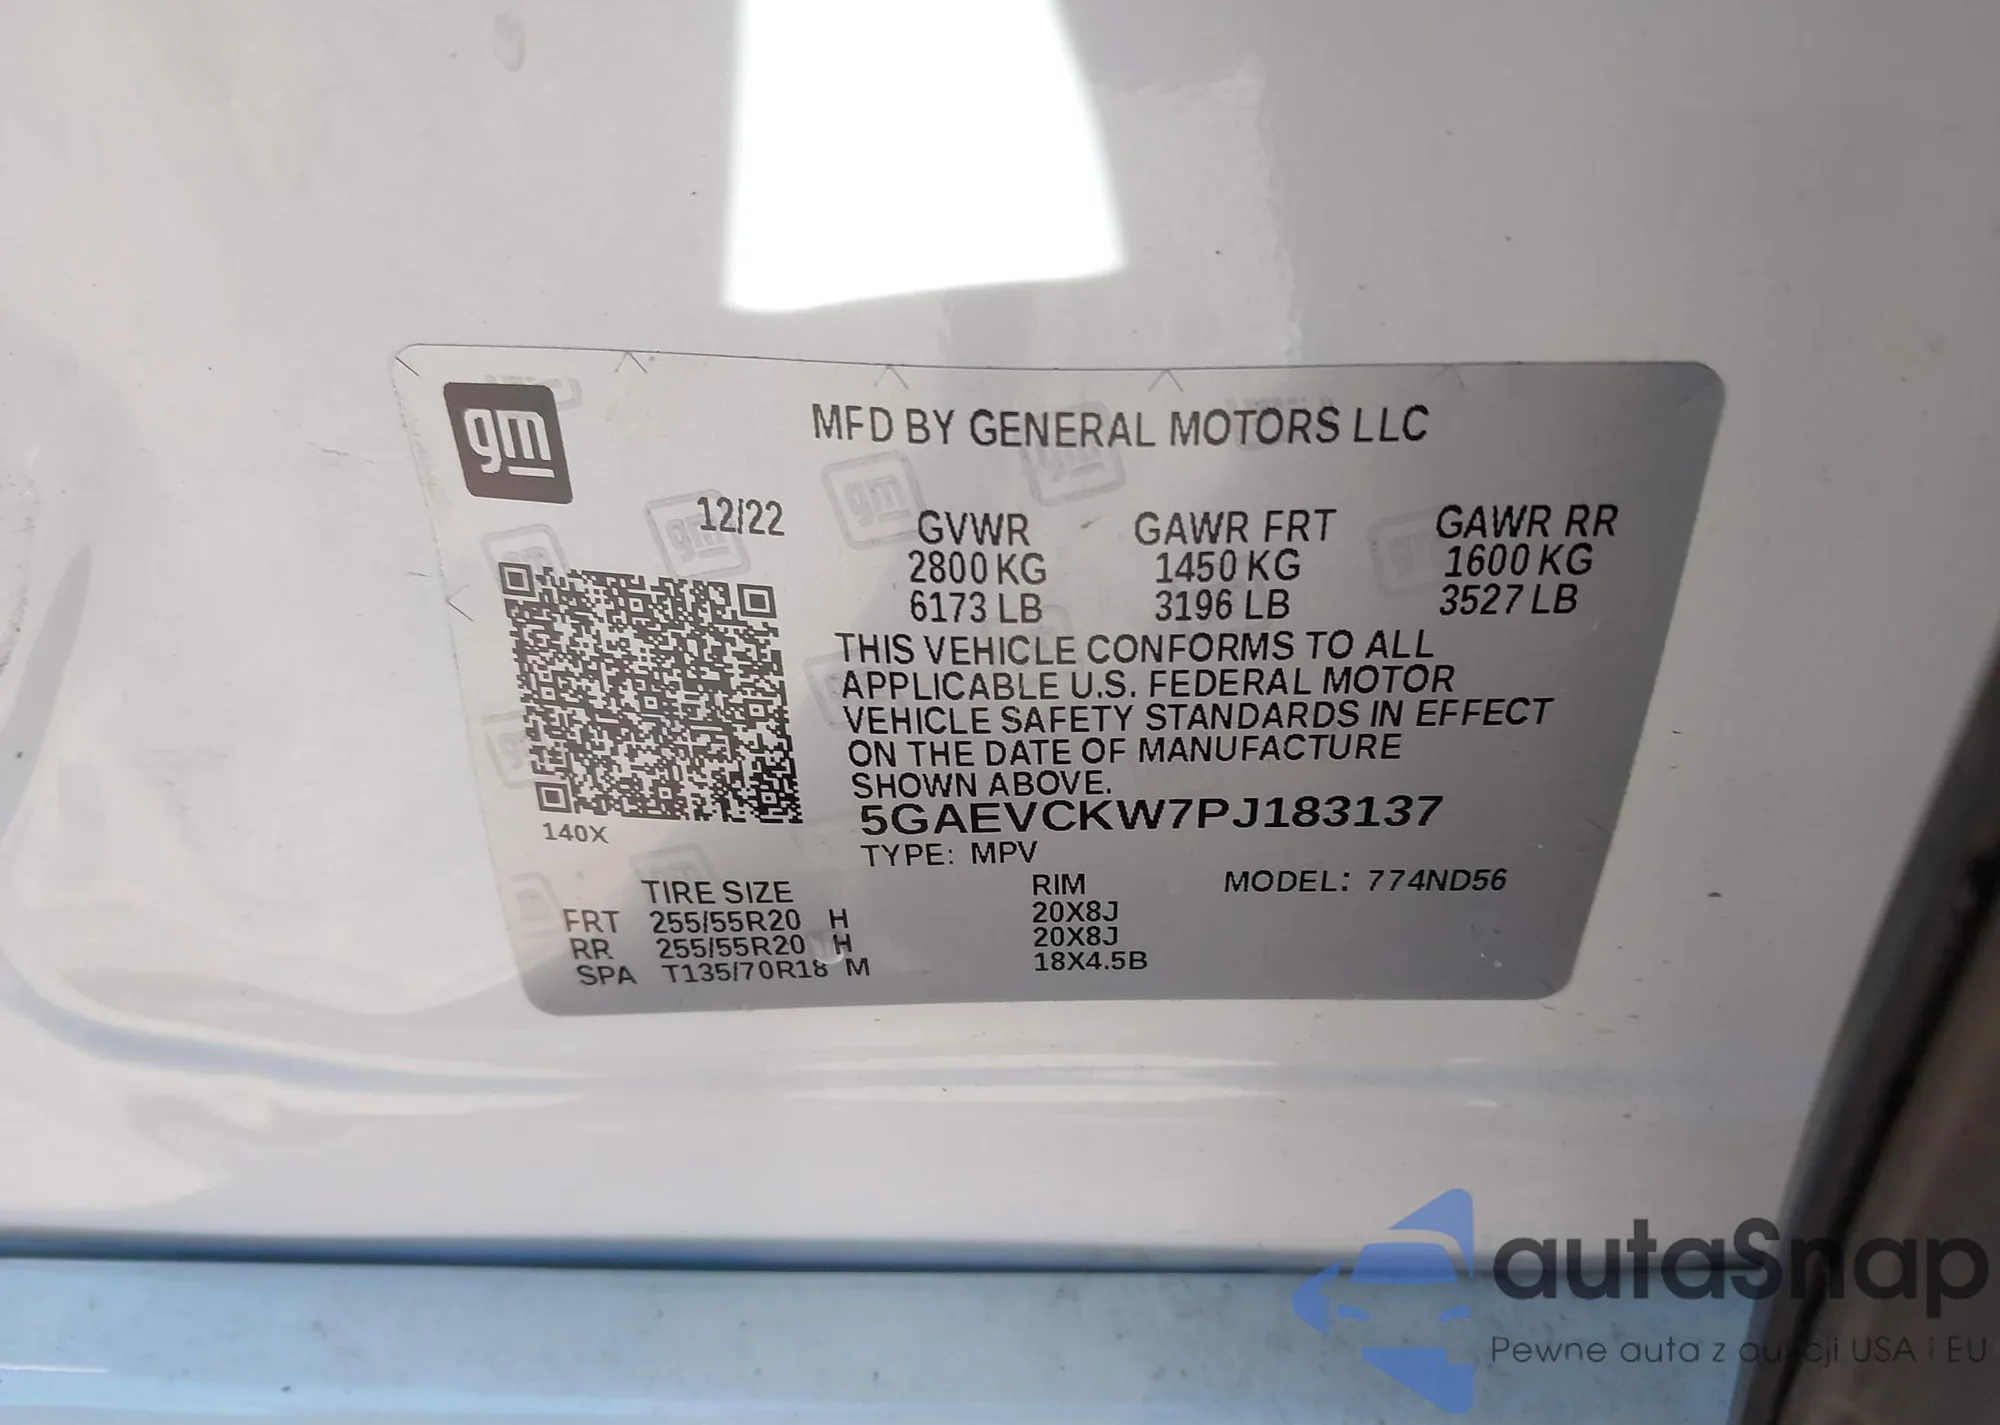 gm
MFD BY GENERAL MOTORS LLC
12/22
GVWR GAWR FRT GAWR RR
2800 KG 1450 KG 1600 KG
6173 LB 3196 LB 3527 LB
THIS VEHICLE CONFORMS TO ALL
APPLICABLE U.S. FEDERAL MOTOR
VEHICLE SAFETY STANDARDS IN EFFECT
ON THE DATE OF MANUFACTURE
SHOWN ABOVE.
5GAEVCKW7PJ183137
140X
TYPE: MPV
TIRE SIZE RIM MODEL: 774ND56
FRT 255/55R20 H 20X8J
RR 255/55R20 H 20X8J
SPA T135/70R18 M 18X4.5B
autaSnap
Pewne auta z aukcji USA i EU